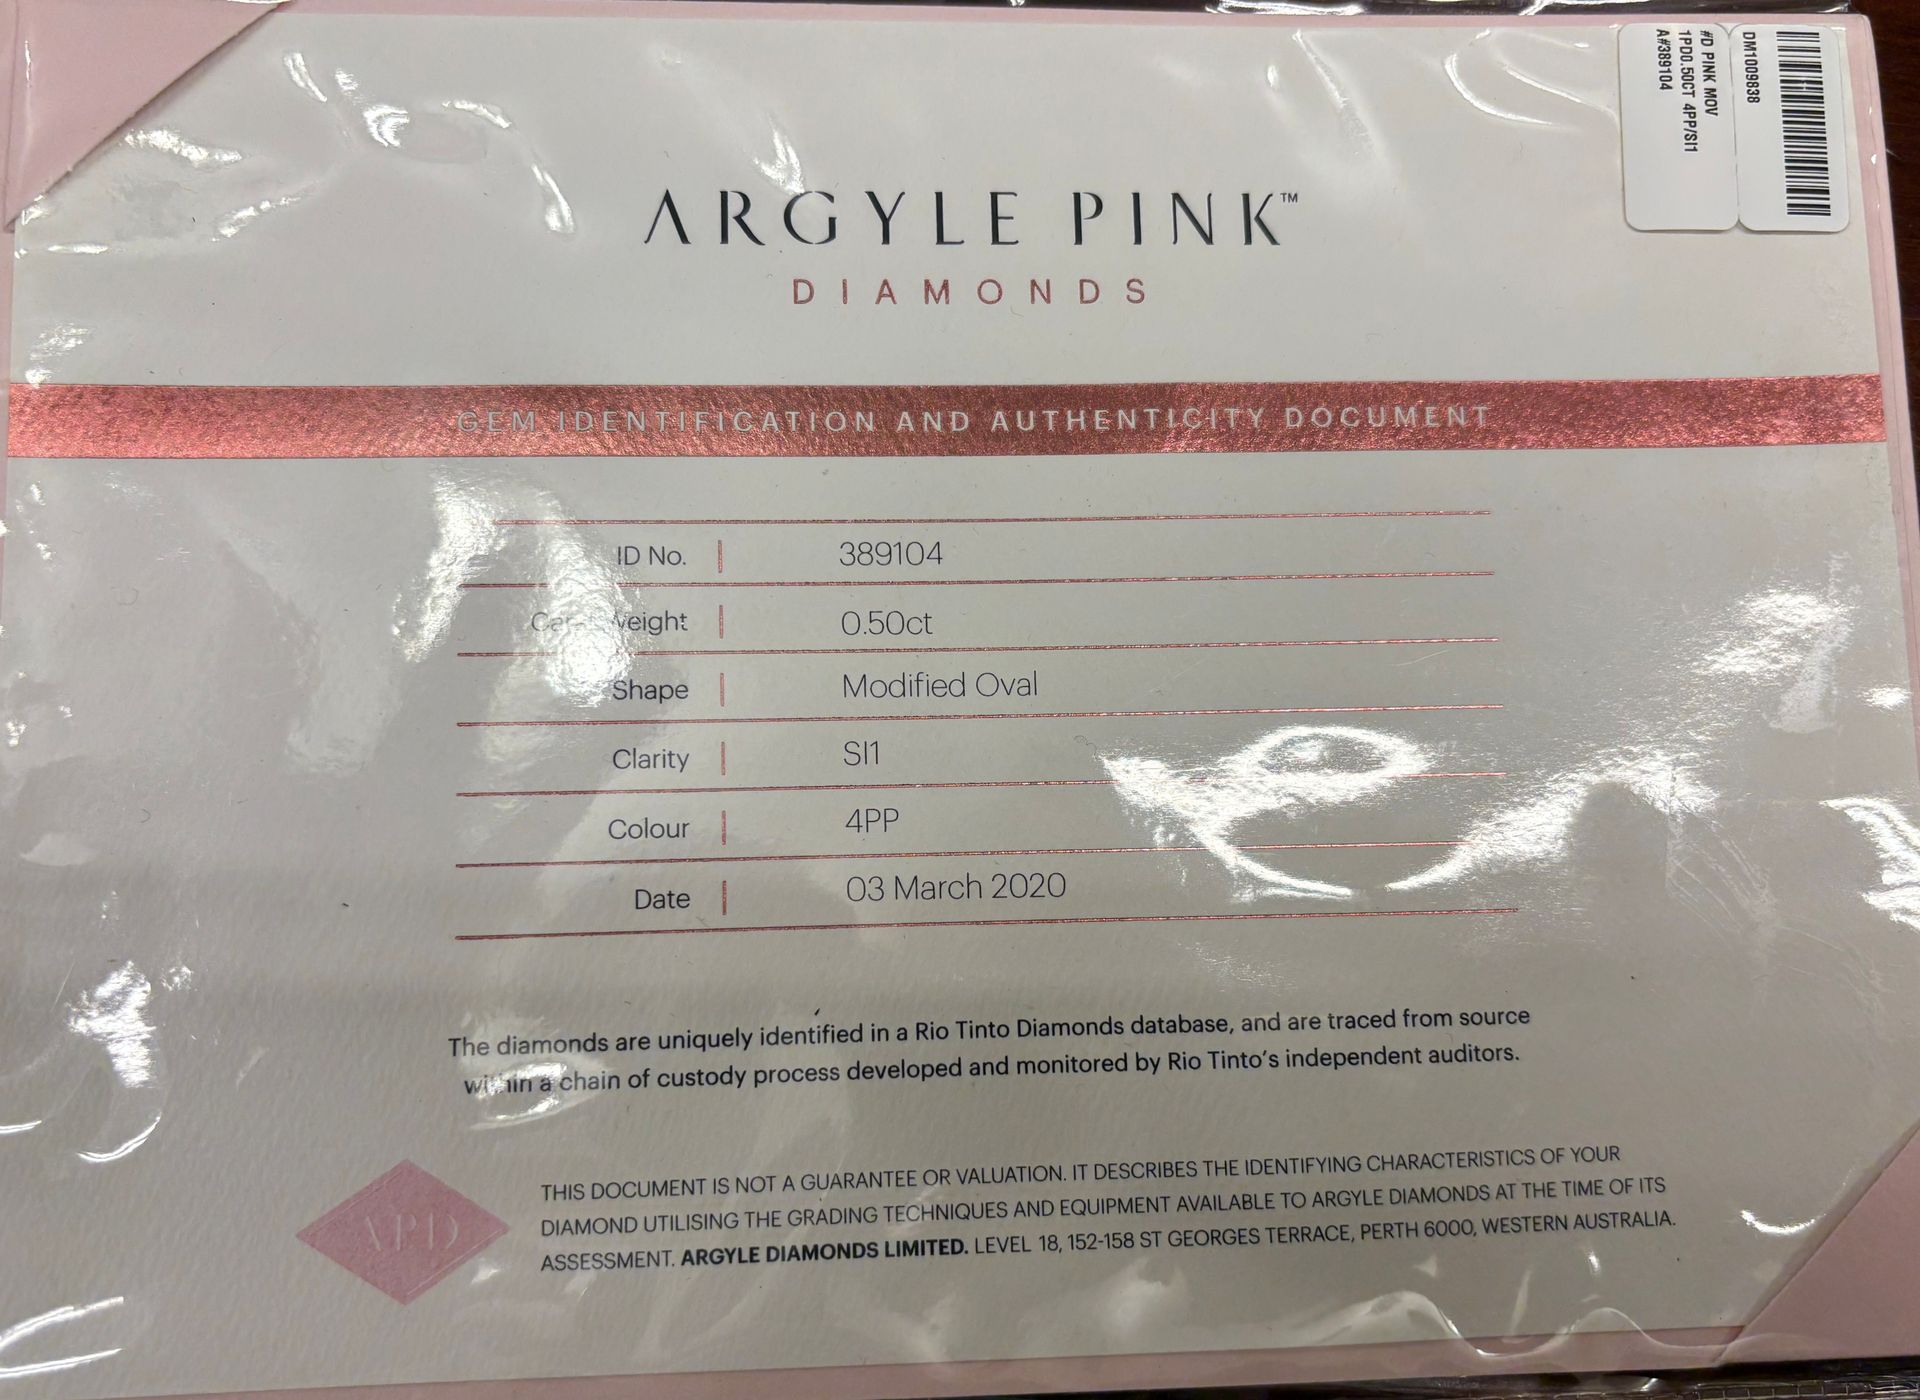 ARGYLE PINK™
DIAMONDS
GEM IDENTIFICATION AND AUTHENTICITY DOCUMENT
ID No. 389104
Weight 0.50ct
Shape Modified Oval
Clarity SI1
Colour 4PP
Date 03 March 2020
The diamonds are uniquely identified in a Rio Tinto Diamonds database, and are traced from source
within a chain of custody process developed and monitored by Rio Tinto's independent auditors.
APD
THIS DOCUMENT IS NOT A GUARANTEE OR VALUATION. IT DESCRIBES THE IDENTIFYING CHARACTERISTICS OF YOUR
DIAMOND UTILISING THE GRADING TECHNIQUES AND EQUIPMENT AVAILABLE TO ARGYLE DIAMONDS AT THE TIME OF ITS
ASSESSMENT. ARGYLE DIAMONDS LIMITED. LEVEL 18, 152-158 ST GEORGES TERRACE, PERTH 6000, WESTERN AUSTRALIA.
DM1009838
#D PINK MOV
1PD0.50CT 4PP/SI1
A#389104